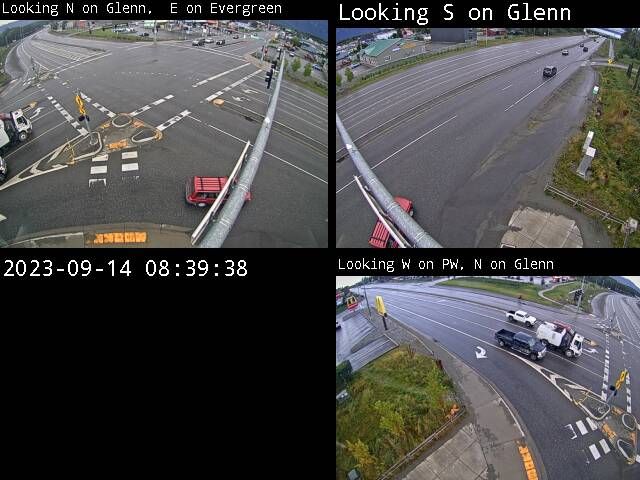 Looking N on Glenn, E on Evergreen
Looking S on Glenn
2023-09-14 08:39:38
Looking W on PW, N on Glenn